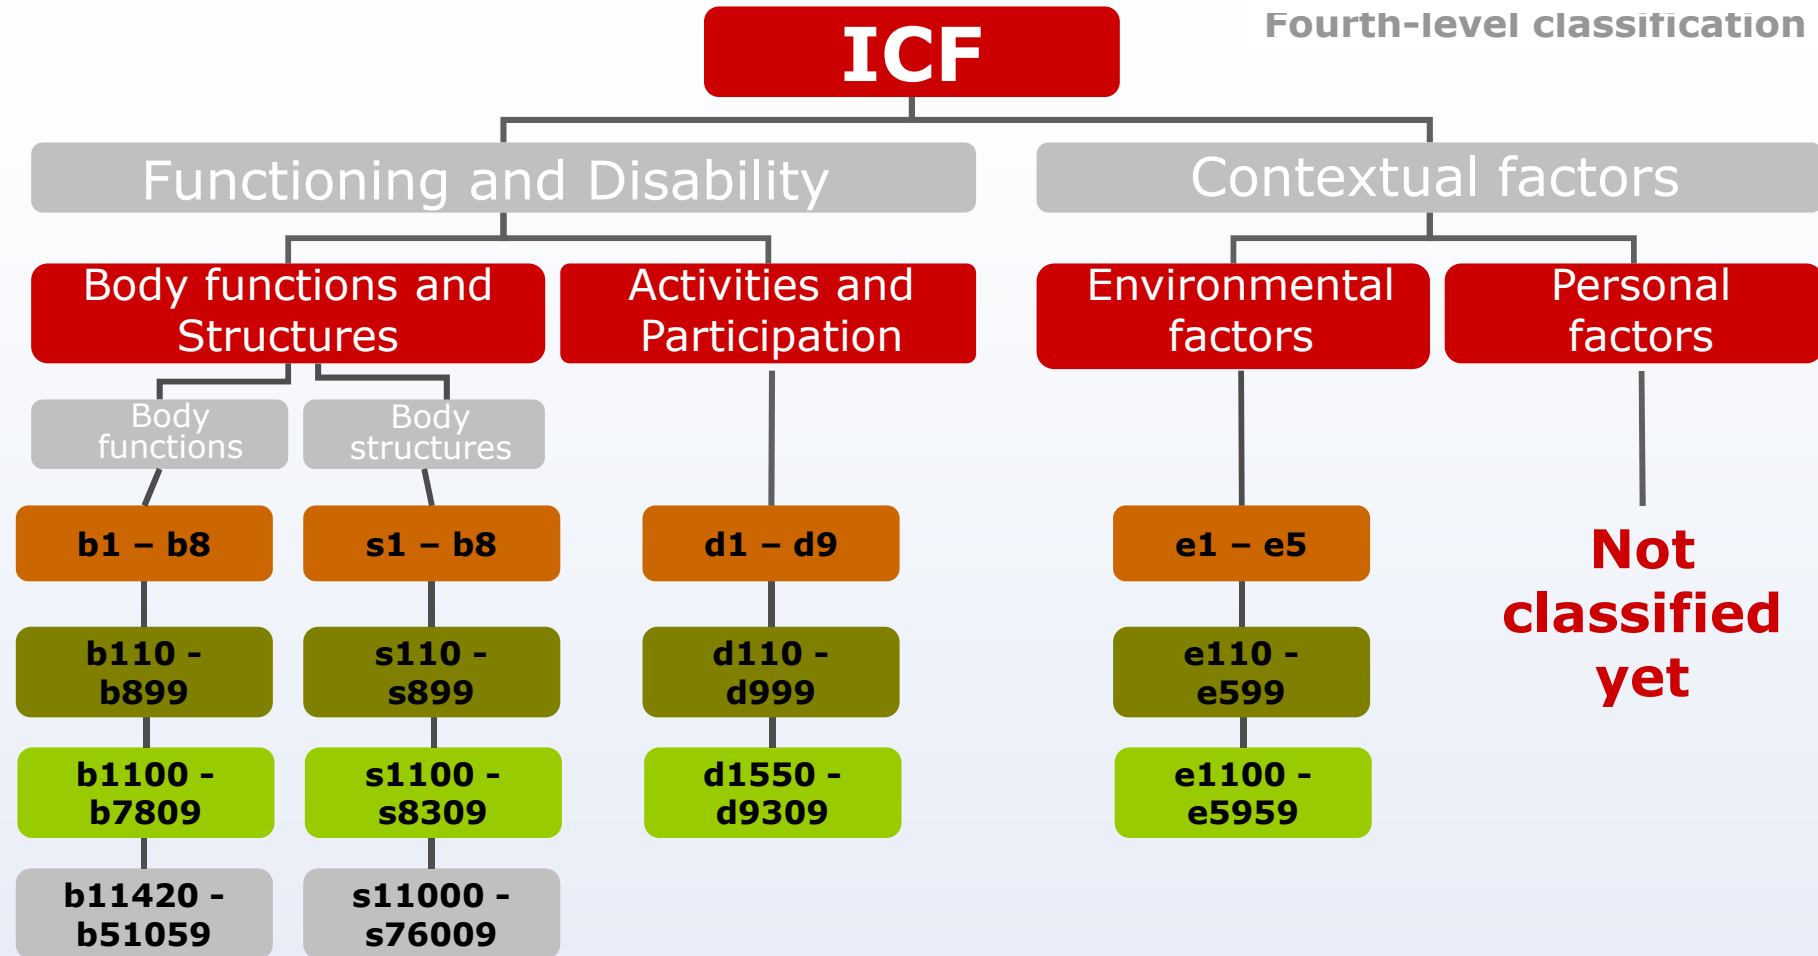 Fourth-level classification
ICF
Functioning and Disability
Contextual factors
Body functions and
Structures
Activities and
Participation
Environmental
factors
Personal
factors
Body
functions
Body
structures
b1 – b8
s1 – b8
d1 – d9
e1 – e5
Not
classified
yet
b110 -
b899
s110 -
s899
d110 -
d999
e110 -
e599
b1100 -
b7809
s1100 -
s8309
d1550 -
d9309
e1100 -
e5959
b11420 -
b51059
s11000 -
s76009